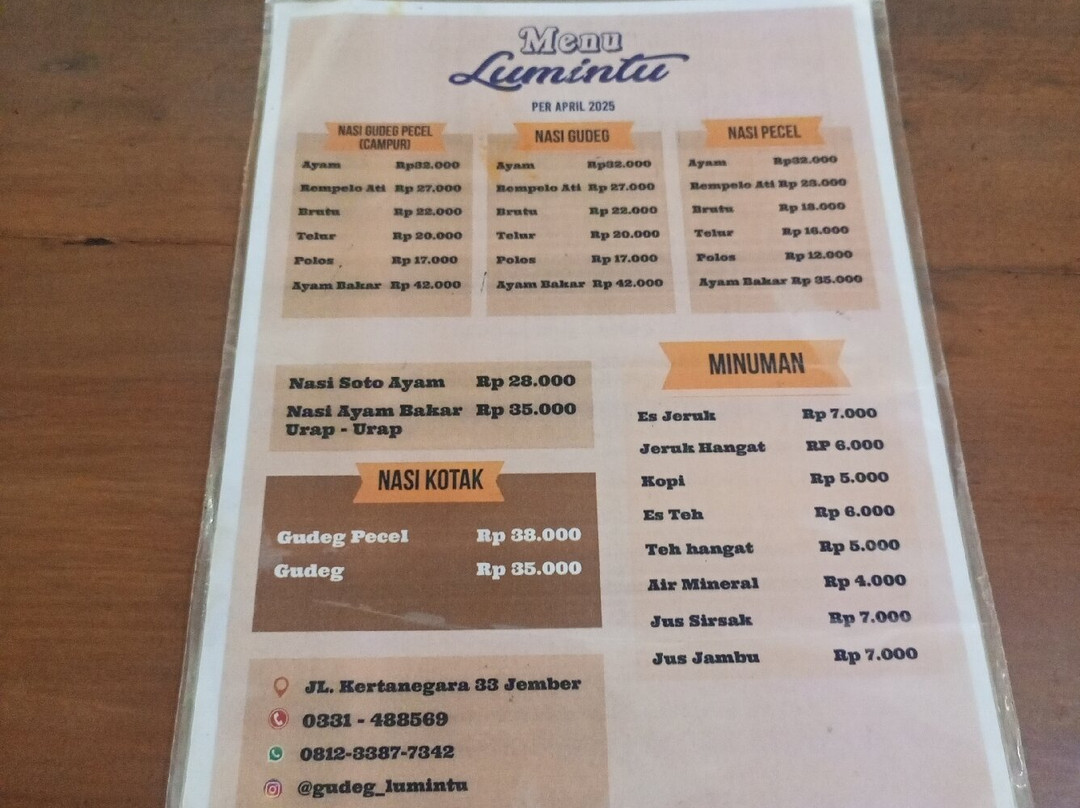 Menu
Lumintu
PER APRIL 2025
NASI GUDEG PECEL
(CAMPUR)
Ayam Rp32.000
Rempelo Ati Rp 27.000
Brutu Rp 22.000
Telur Rp 20.000
Polos Rp 17.000
Ayam Bakar Rp 42.000
NASI GUDEG
Ayam Rp32.000
Rempelo Ati Rp 27.000
Brutu Rp 22.000
Telur Rp 20.000
Polos Rp 17.000
Ayam Bakar Rp 42.000
NASI PECEL
Ayam Rp32.000
Rempelo Ati Rp 23.000
Brutu Rp 18.000
Telur Rp 16.000
Polos Rp 12.000
Ayam Bakar Rp 35.000
Nasi Soto Ayam Rp 28.000
Nasi Ayam Bakar Rp 35.000
Urap - Urap
NASI KOTAK
Gudeg Pecel Rp 38.000
Gudeg Rp 35.000
MINUMAN
Es Jeruk Rp 7.000
Jeruk Hangat RP 6.000
Kopi Rp 5.000
Es Teh Rp 6.000
Teh hangat Rp 5.000
Air Mineral Rp 4.000
Jus Sirsak Rp 7.000
Jus Jambu Rp 7.000
JL. Kertanegara 33 Jember
0331 - 488569
0812-3387-7342
@gudeg_lumintu